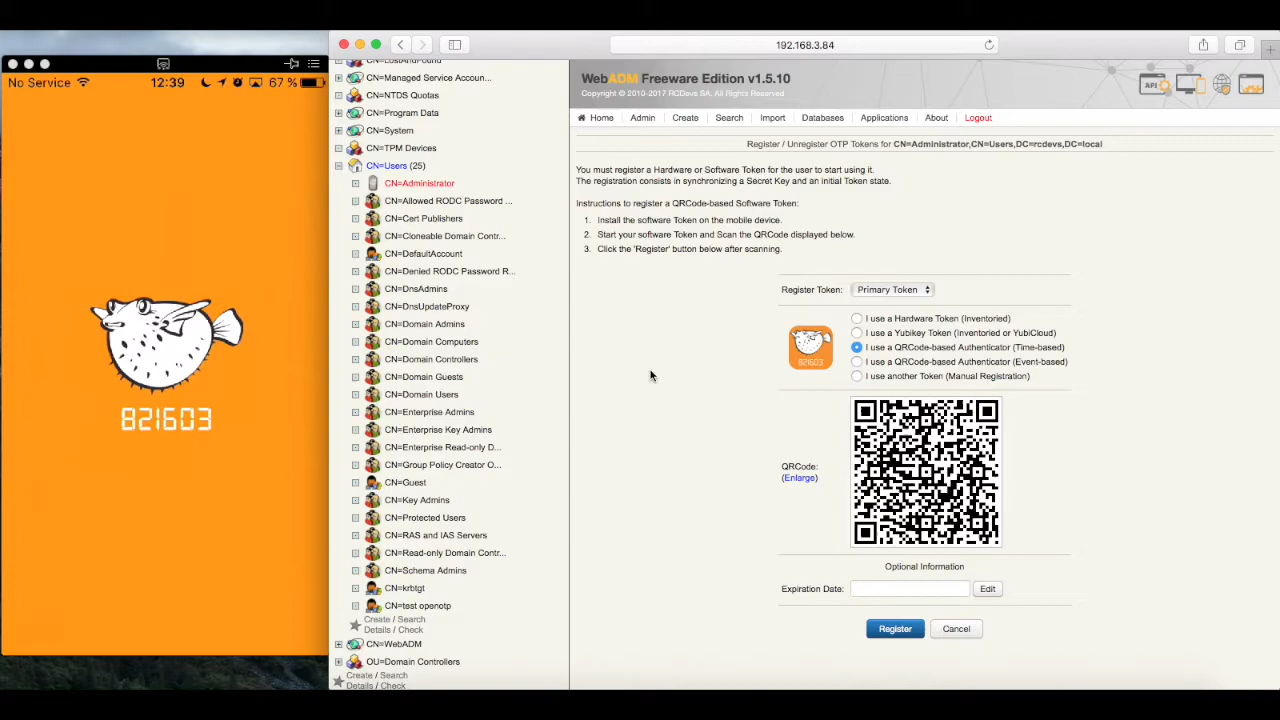 No Service 12:39 67 %
821603
192.168.3.84
CN=LostAndFound
CN=Managed Service Accoun...
CN=NTDS Quotas
CN=Program Data
CN=System
CN=TPM Devices
CN=Users (25)
CN=Administrator
CN=Allowed RODC Password ...
CN=Cert Publishers
CN=Cloneable Domain Contr...
CN=DefaultAccount
CN=Denied RODC Password R...
CN=DnsAdmins
CN=DnsUpdateProxy
CN=Domain Admins
CN=Domain Computers
CN=Domain Controllers
CN=Domain Guests
CN=Domain Users
CN=Enterprise Admins
CN=Enterprise Key Admins
CN=Enterprise Read-only D...
CN=Group Policy Creator O...
CN=Guest
CN=Key Admins
CN=Protected Users
CN=RAS and IAS Servers
CN=Read-only Domain Contr...
CN=Schema Admins
CN=krbtgt
CN=test openotp
Create / Search
Details / Check
CN=WebADM
OU=Domain Controllers
Create / Search
Details / Check
WebADM Freeware Edition v1.5.10
Copyright © 2010-2017 RCDevs SA, All Rights Reserved
API
Home Admin Create Search Import Databases Applications About Logout
Register / Unregister OTP Tokens for CN=Administrator,CN=Users,DC=rcdevs,DC=local
You must register a Hardware or Software Token for the user to start using it.
The registration consists in synchronizing a Secret Key and an initial Token state.
Instructions to register a QRCode-based Software Token:
1. Install the software Token on the mobile device.
2. Start your software Token and Scan the QRCode displayed below.
3. Click the 'Register' button below after scanning.
Register Token: Primary Token
I use a Hardware Token (Inventoried)
I use a Yubikey Token (Inventoried or YubiCloud)
I use a QRCode-based Authenticator (Time-based)
I use a QRCode-based Authenticator (Event-based)
I use another Token (Manual Registration)
821603
QRCode:
(Enlarge)
Optional Information
Expiration Date: Edit
Register Cancel